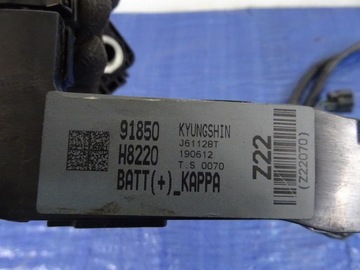 91850
H8220
KYUNGSHIN
J61128T
190612
T.S 0070
BATT(+)_KAPPA
Z22
(Z22070)